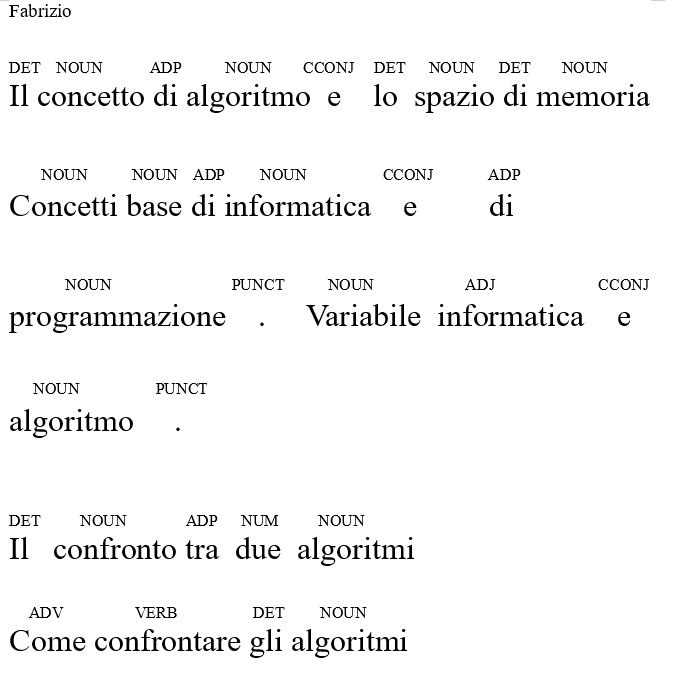 Fabrizio
DET NOUN ADP NOUN CCONJ DET NOUN DET NOUN
Il concetto di algoritmo e lo spazio di memoria
NOUN NOUN ADP NOUN CCONJ ADP
Concetti base di informatica e di
NOUN PUNCT NOUN ADJ CCONJ
programmazione . Variabile informatica e
NOUN PUNCT
algoritmo .
DET NOUN ADP NUM NOUN
Il confronto tra due algoritmi
ADV VERB DET NOUN
Come confrontare gli algoritmi